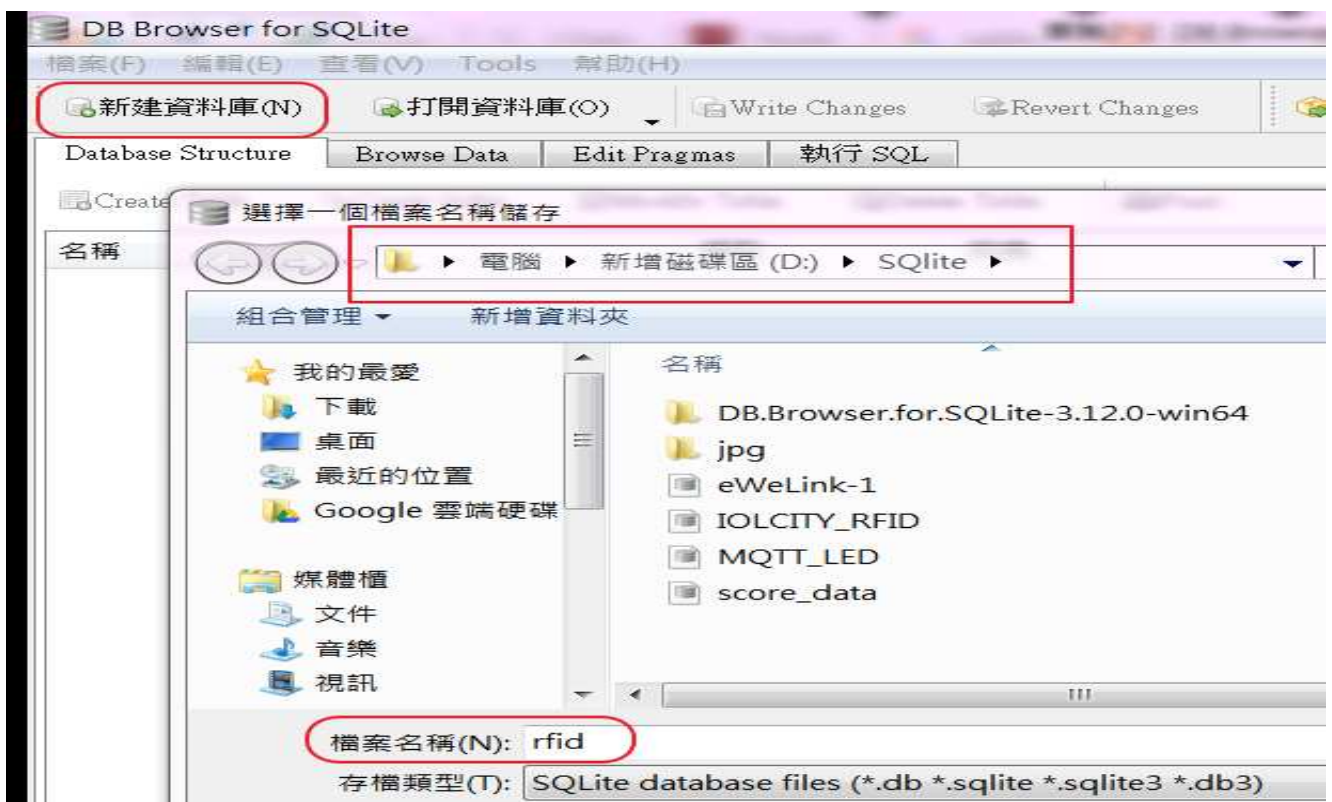 DB Browser for SQLite
檔案(F) 編輯(E) 查看(V) Tools 幫助(H)
新建資料庫(N) 打開資料庫(O) Write Changes Revert Changes
Database Structure Browse Data Edit Pragmas 執行 SQL
Create
選擇一個檔案名稱儲存
名稱
電腦 新增磁碟區 (D:) SQlite
組合管理 新增資料夾
我的最愛
下載
桌面
最近的位置
Google 雲端硬碟
媒體櫃
文件
音樂
視訊
名稱
DB.Browser.for.SQLite-3.12.0-win64
jpg
eWeLink-1
IOLCITY_RFID
MQTT_LED
score_data
檔案名稱(N): rfid
存檔類型(T): SQLite database files (*.db *.sqlite *.sqlite3 *.db3)